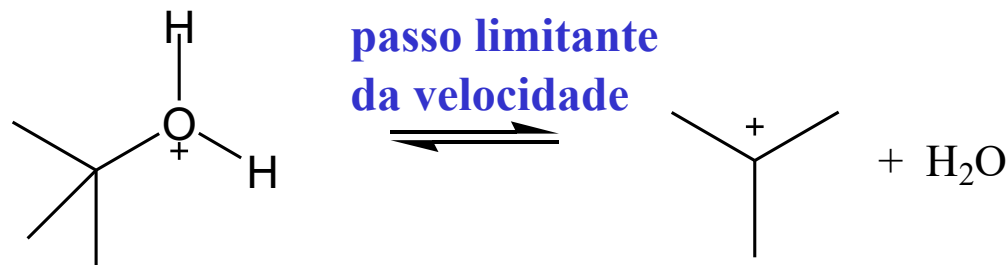 H
passo limitante
da velocidade
O
+
H
+
+ H₂O